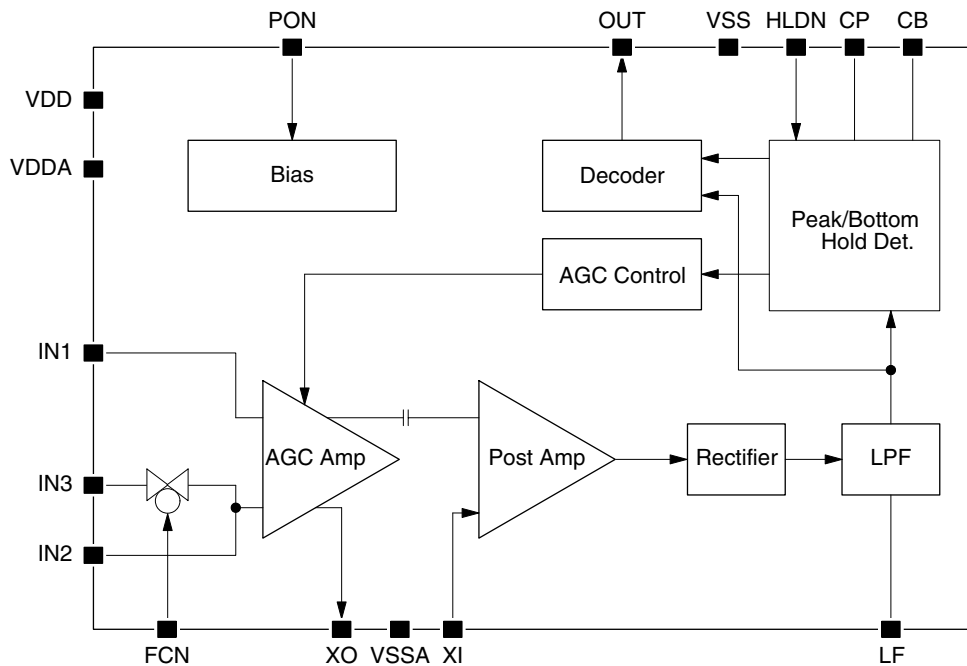 PON
OUT
VSS
HLDN
CP
CB
VDD
VDDA
Bias
Decoder
Peak/Bottom
Hold Det.
AGC Control
IN1
AGC Amp
Post Amp
Rectifier
LPF
IN3
IN2
FCN
XO
VSSA
XI
LF